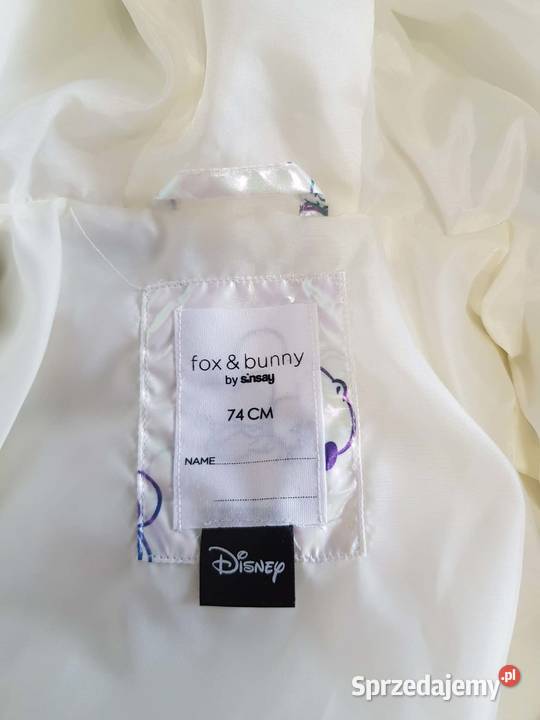 fox & bunny
by sinsay
74 CM
NAME
Disney
Sprzedajemy.pl